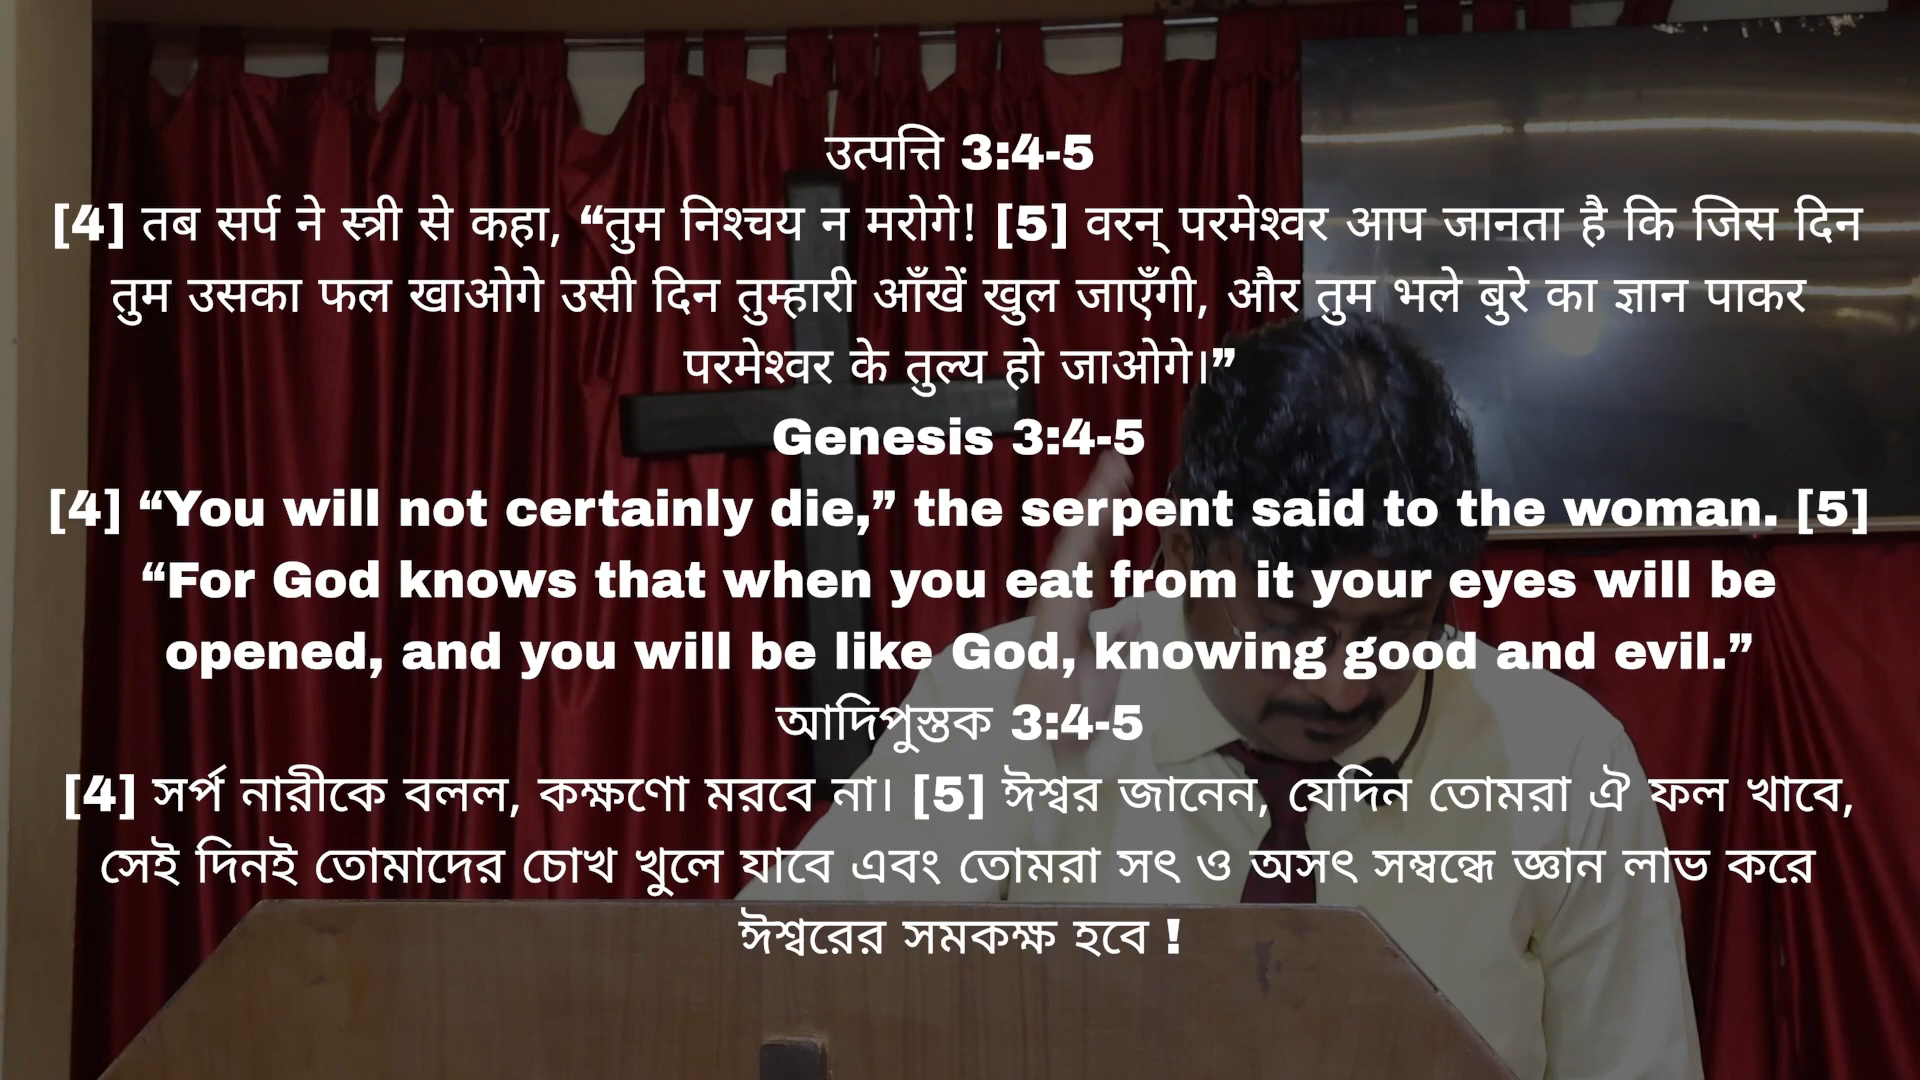 उत्पत्ति 3:4-5
[4] तब सर्प ने स्त्री से कहा, “तुम निश्चय न मरोगे! [5] वरन् परमेश्वर आप जानता है कि जिस दिन
तुम उसका फल खाओगे उसी दिन तुम्हारी आँखें खुल जाएँगी, और तुम भले बुरे का ज्ञान पाकर
परमेश्वर के तुल्य हो जाओगे।”
Genesis 3:4-5
[4] “You will not certainly die,” the serpent said to the woman. [5]
“For God knows that when you eat from it your eyes will be
opened, and you will be like God, knowing good and evil.”
আদিপুস্তক 3:4-5
[4] সর্প নারীকে বলল, কক্ষণো মরবে না। [5] ঈশ্বর জানেন, যেদিন তোমরা ঐ ফল খাবে,
সেই দিনই তোমাদের চোখ খুলে যাবে এবং তোমরা সৎ ও অসৎ সম্বন্ধে জ্ঞান লাভ করে
ঈশ্বরের সমকক্ষ হবে !